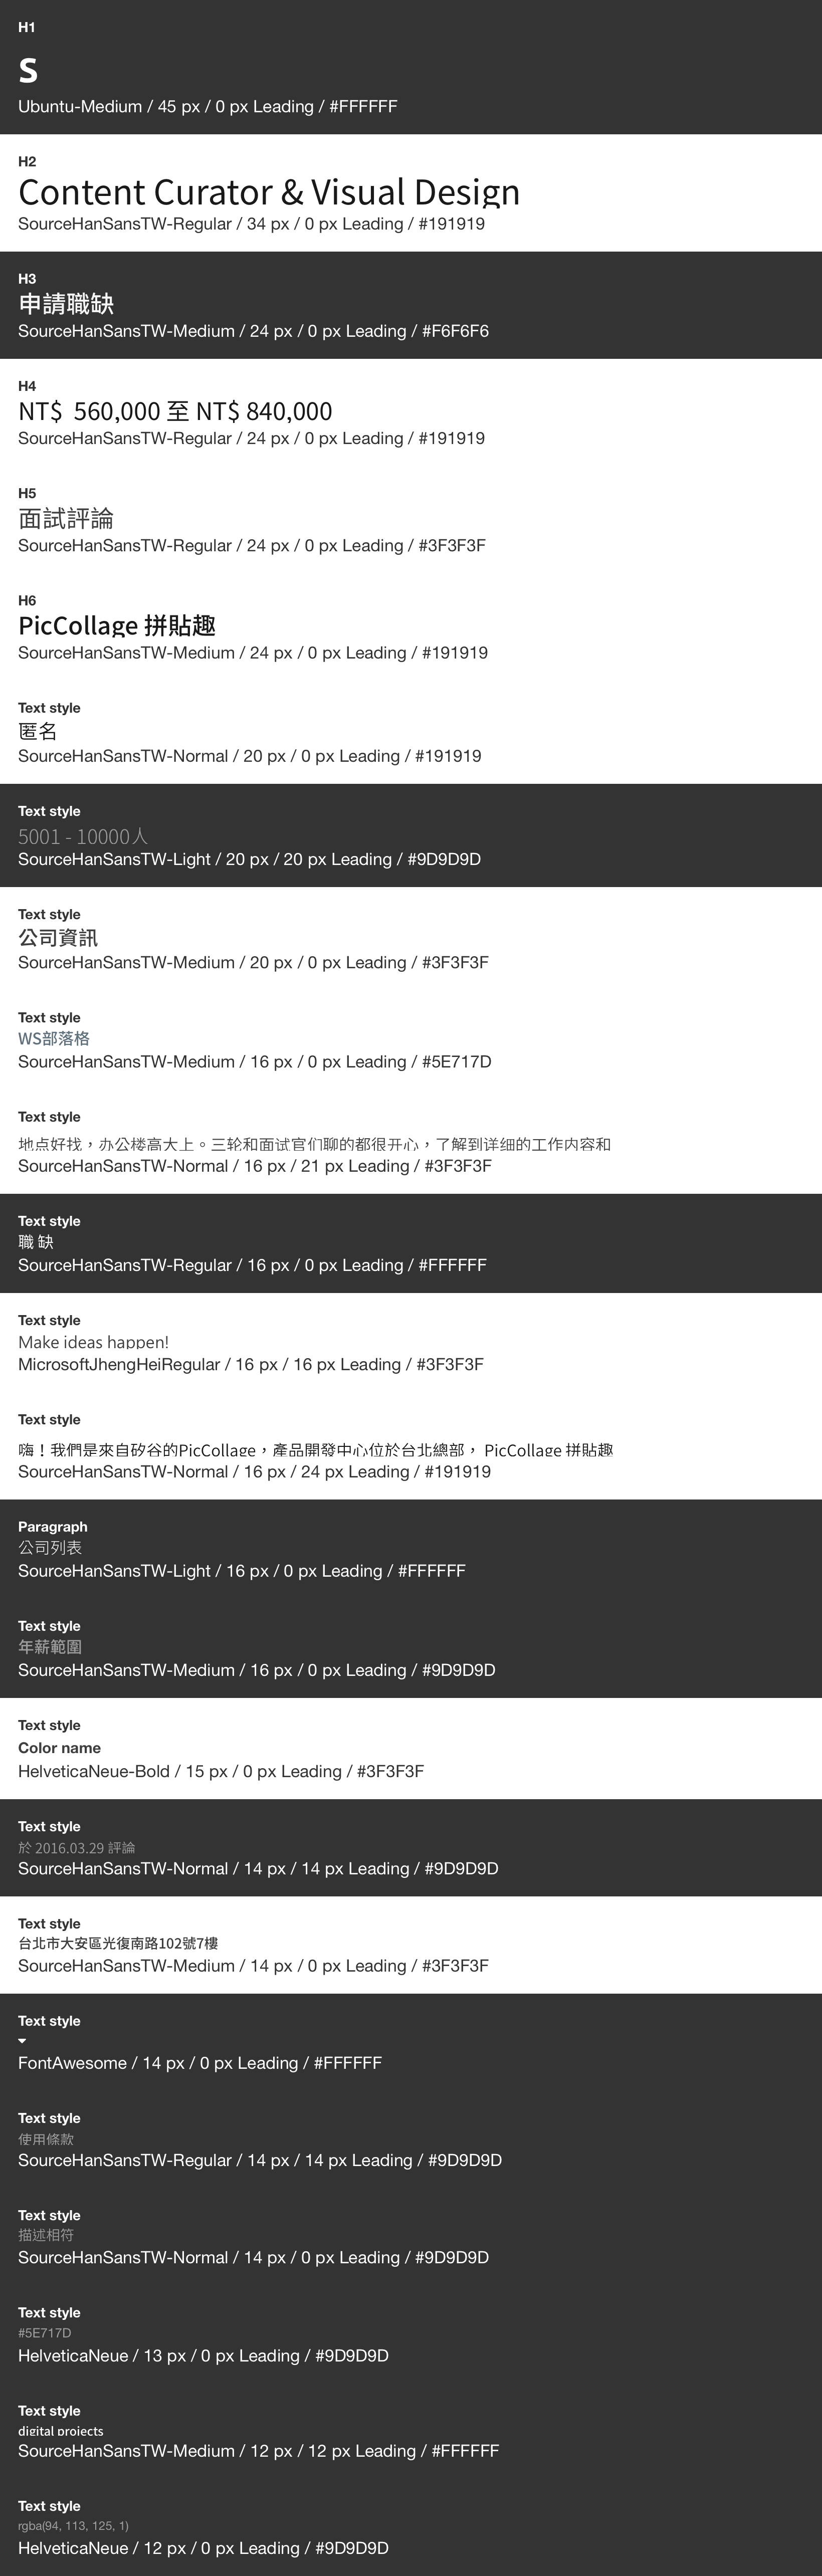 H1
S
Ubuntu-Medium / 45 px / 0 px Leading / #FFFFFF
H2
Content Curator & Visual Design
SourceHanSansTW-Regular / 34 px / 0 px Leading / #191919
H3
申請職缺
SourceHanSansTW-Medium / 24 px / 0 px Leading / #F6F6F6
H4
NT$  560,000 至 NT$ 840,000
SourceHanSansTW-Regular / 24 px / 0 px Leading / #191919
H5
面試評論
SourceHanSansTW-Regular / 24 px / 0 px Leading / #3F3F3F
H6
PicCollage 拼貼趣
SourceHanSansTW-Medium / 24 px / 0 px Leading / #191919
Text style
匿名
SourceHanSansTW-Normal / 20 px / 0 px Leading / #191919
Text style
5001 - 10000人
SourceHanSansTW-Light / 20 px / 20 px Leading / #9D9D9D
Text style
公司資訊
SourceHanSansTW-Medium / 20 px / 0 px Leading / #3F3F3F
Text style
WS部落格
SourceHanSansTW-Medium / 16 px / 0 px Leading / #5E717D
Text style
地点好找，办公楼高大上。三轮和面试官们聊的都很开心，了解到详细的工作内容和
SourceHanSansTW-Normal / 16 px / 21 px Leading / #3F3F3F
Text style
職 缺
SourceHanSansTW-Regular / 16 px / 0 px Leading / #FFFFFF
Text style
Make ideas happen!
MicrosoftJhengHeiRegular / 16 px / 16 px Leading / #3F3F3F
Text style
嗨！我們是來自矽谷的PicCollage，產品開發中心位於台北總部， PicCollage 拼貼趣
SourceHanSansTW-Normal / 16 px / 24 px Leading / #191919
Paragraph
公司列表
SourceHanSansTW-Light / 16 px / 0 px Leading / #FFFFFF
Text style
年薪範圍
SourceHanSansTW-Medium / 16 px / 0 px Leading / #9D9D9D
Text style
Color name
HelveticaNeue-Bold / 15 px / 0 px Leading / #3F3F3F
Text style
於 2016.03.29 評論
SourceHanSansTW-Normal / 14 px / 14 px Leading / #9D9D9D
Text style
台北市大安區光復南路102號7樓
SourceHanSansTW-Medium / 14 px / 0 px Leading / #3F3F3F
Text style
FontAwesome / 14 px / 0 px Leading / #FFFFFF
Text style
使用條款
SourceHanSansTW-Regular / 14 px / 14 px Leading / #9D9D9D
Text style
描述相符
SourceHanSansTW-Normal / 14 px / 0 px Leading / #9D9D9D
Text style
#5E717D
HelveticaNeue / 13 px / 0 px Leading / #9D9D9D
Text style
digital projects
SourceHanSansTW-Medium / 12 px / 12 px Leading / #FFFFFF
Text style
rgba(94, 113, 125, 1)
HelveticaNeue / 12 px / 0 px Leading / #9D9D9D